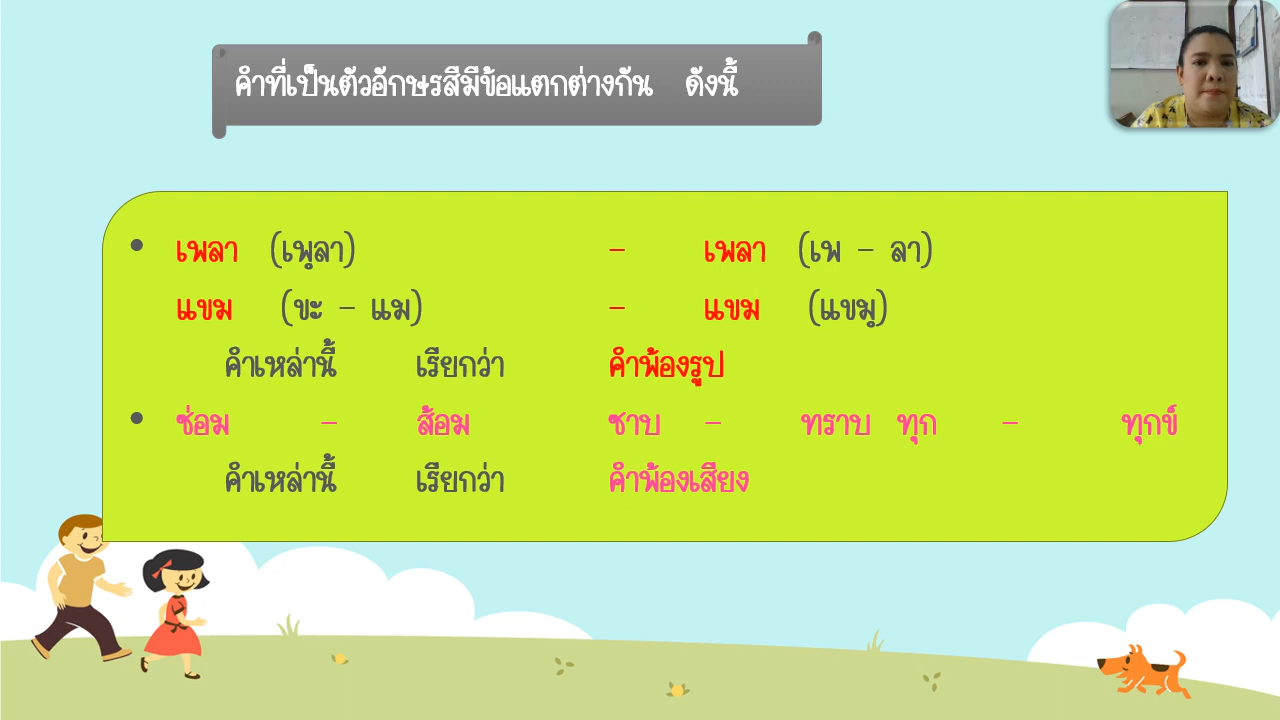 คำที่เป็นตัวอักษรสีมีข้อแตกต่างกัน ดังนี้
• เพลา (เพฺลา) - เพลา (เพ - ลา)
แขม (ขะ - แม) - แขม (แขมฺ)
คำเหล่านี้ เรียกว่า คำพ้องรูป
• ซ่อม - ส้อม ซาบ - ทราบ ทุก - ทุกข์
คำเหล่านี้ เรียกว่า คำพ้องเสียง